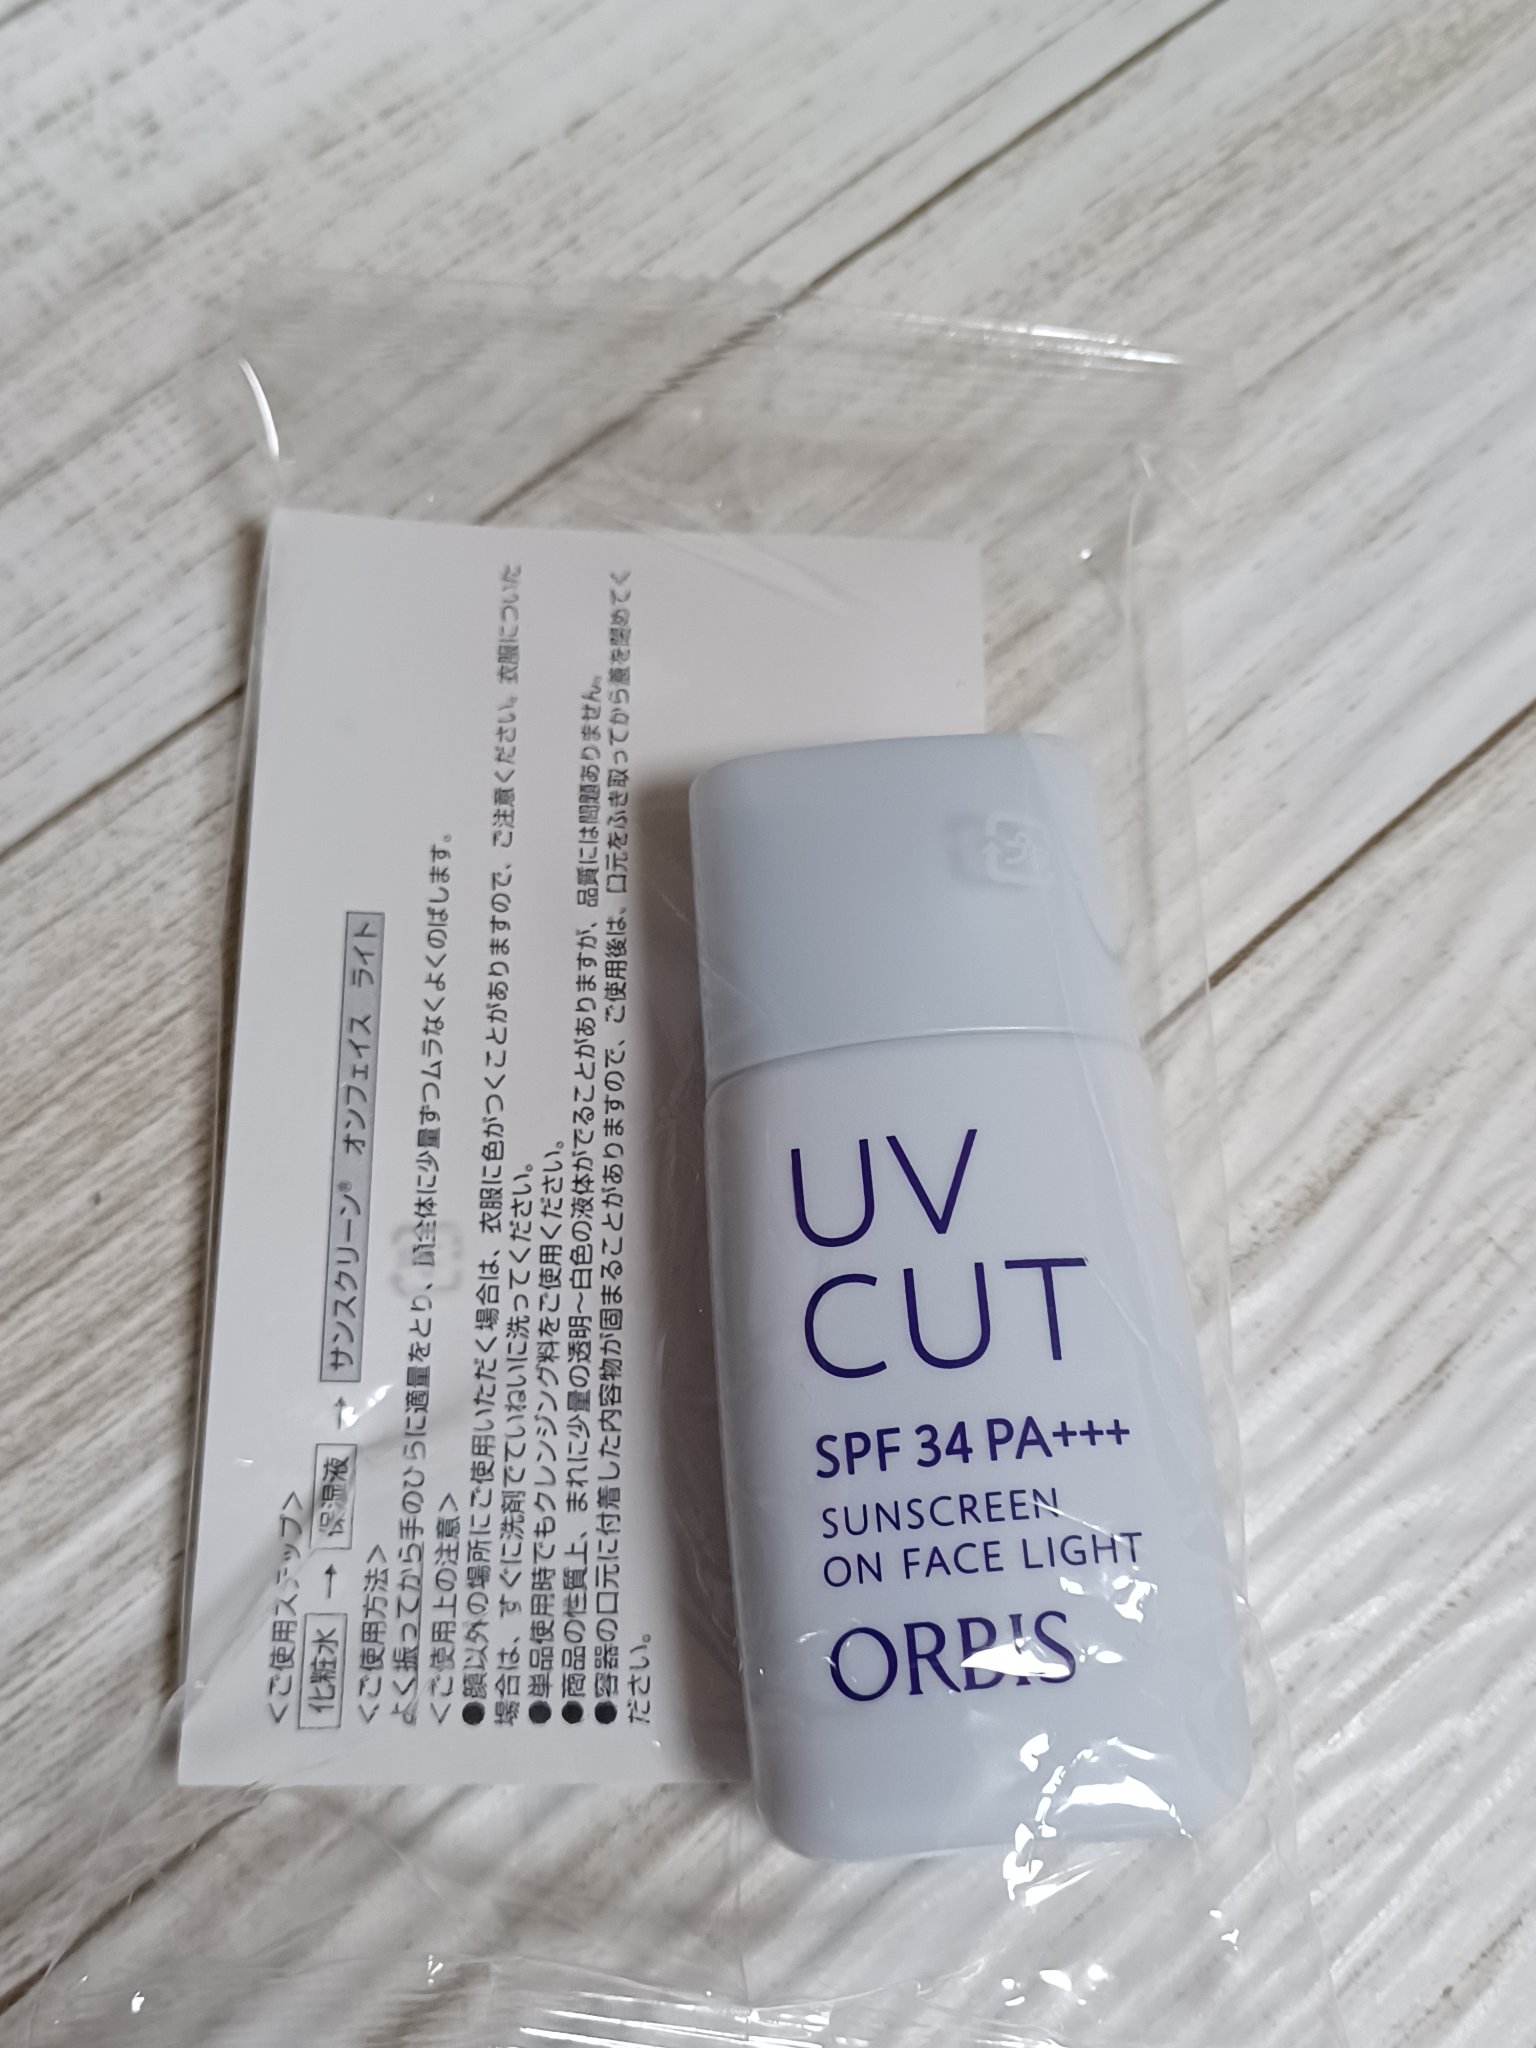 <ご使用ステップ>
化粧水 → 保湿液 → サンスクリーン® オンフェイス ライト
<ご使用方法>
よく振ってから手のひらに適量をとり、顔全体に少量ずつムラなくよくのばします。
<ご使用上の注意>
●顔以外の場所にご使用いただく場合は、衣服に色がつくことがありますので、ご注意ください。衣服についた
場合は、すぐに洗剤でていねいに洗ってください。
●単品使用時でもクレンジング料をご使用ください。
●商品の性質上、まれに少量の透明～白色の液体がでることがありますが、品質には問題ありません。
●容器の口元に付着した内容物が固まることがありますので、ご使用後は、口元をふき取ってから蓋を閉めてく
ださい。
UV
CUT
SPF 34 PA+++
SUNSCREEN
ON FACE LIGHT
ORBIS